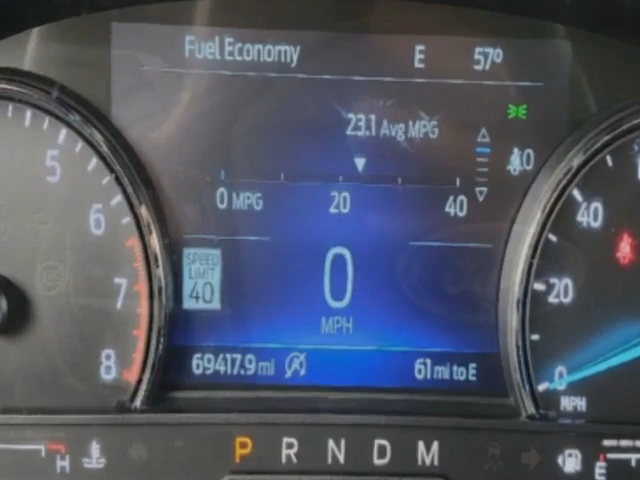 Fuel Economy E 57°
23.1 Avg MPG
0 MPG 20 40
SPEED
LIMIT
40
0
MPH
69417.9 mi 61 mi to E
5
6
7
8
40
20
0
MPH
P R N D M
H E